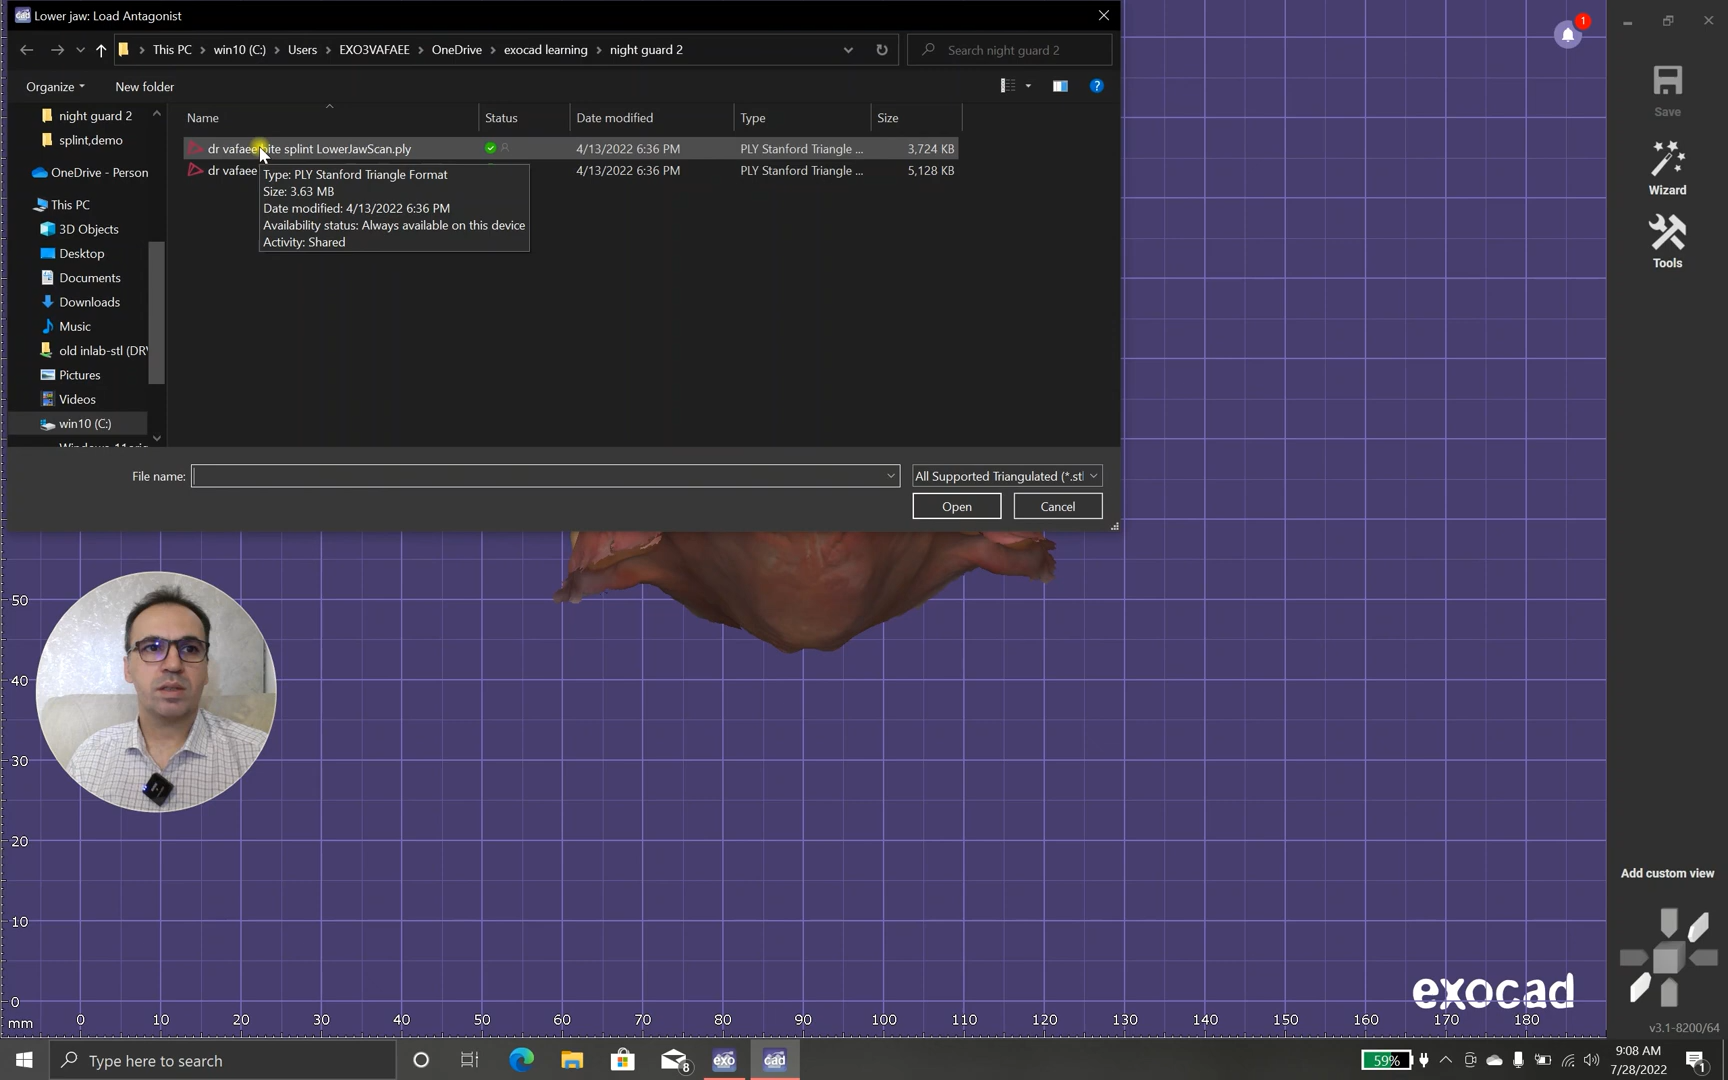 Lower jaw: Load Antagonist
This PC
win10 (C:)
Users
EXO3VAFAEE
OneDrive
exocad learning
night guard 2
Search night guard 2
1
Organize
New folder
Name
Status
Date modified
Type
Size
night guard 2
splint,demo
OneDrive - Person
This PC
3D Objects
Desktop
Documents
Downloads
Music
old inlab-stl (DRV
Pictures
Videos
win10 (C:)
dr vafaee bite splint LowerJawScan.ply
4/13/2022 6:36 PM
PLY Stanford Triangle ...
3,724 KB
dr vafaee
4/13/2022 6:36 PM
PLY Stanford Triangle ...
5,128 KB
Type: PLY Stanford Triangle Format
Size: 3.63 MB
Date modified: 4/13/2022 6:36 PM
Availability status: Always available on this device
Activity: Shared
File name:
All Supported Triangulated (*.stl
Open
Cancel
Save
Wizard
Tools
Add custom view
exocad
v3.1-8200/64
50
40
30
20
10
0
mm
0
10
20
30
40
50
60
70
80
90
100
110
120
130
140
150
160
170
180
Type here to search
8
exo
cad
59%
9:08 AM
7/28/2022
1